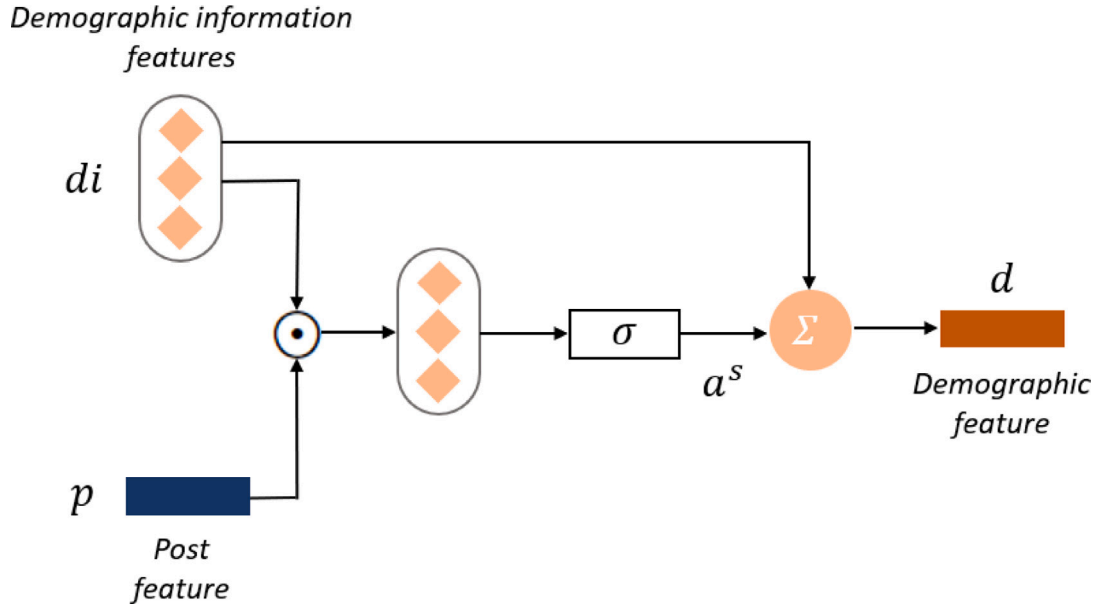 Demographic information
features
di
σ
Σ
a^s
d
Demographic
feature
p
Post
feature